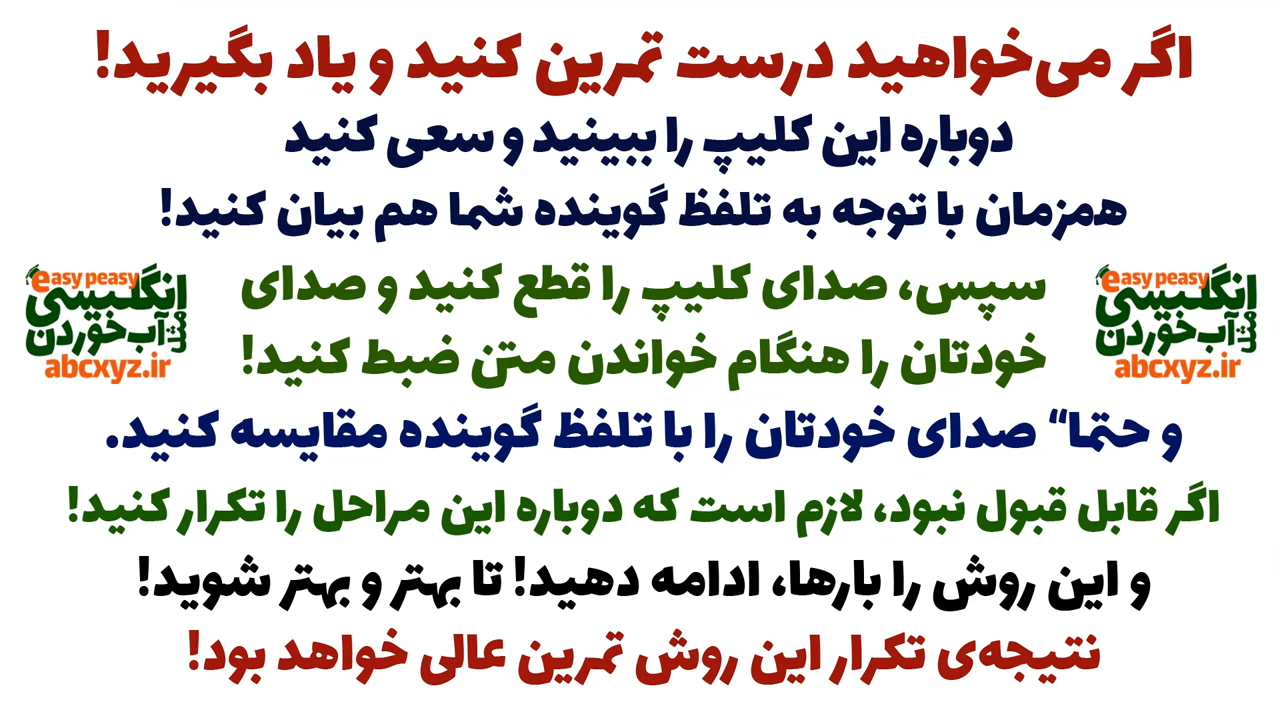 اگر می‌خواهید درست تمرین کنید و یاد بگیرید!
دوباره این کلیپ را ببینید و سعی کنید
همزمان با توجه به تلفظ گوینده شما هم بیان کنید!
سپس، صدای کلیپ را قطع کنید و صدای
خودتان را هنگام خواندن متن ضبط کنید!
و حتما“ صدای خودتان را با تلفظ گوینده مقایسه کنید.
اگر قابل قبول نبود، لازم است که دوباره این مراحل را تکرار کنید!
و این روش را بارها، ادامه دهید! تا بهتر و بهتر شوید!
نتیجه‌ی تکرار این روش تمرین عالی خواهد بود!
easy peasy
انگلیسی
مثل آب خوردن
abcxyz.ir
easy peasy
انگلیسی
مثل آب خوردن
abcxyz.ir